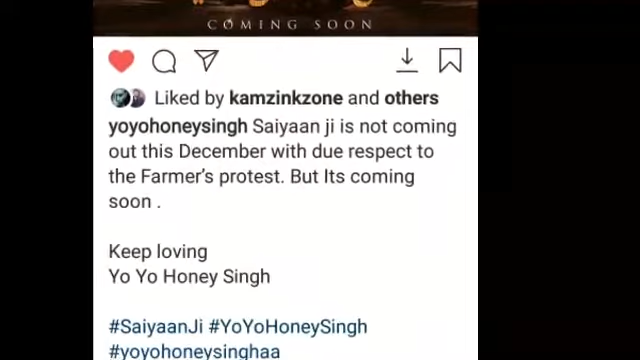 COMING SOON
Liked by kamzinkzone and others
yoyohoneysingh Saiyaan ji is not coming
out this December with due respect to
the Farmer's protest. But Its coming
soon .
Keep loving
Yo Yo Honey Singh
#SaiyaanJi #YoYoHoneySingh
#yoyohoneysinghaa